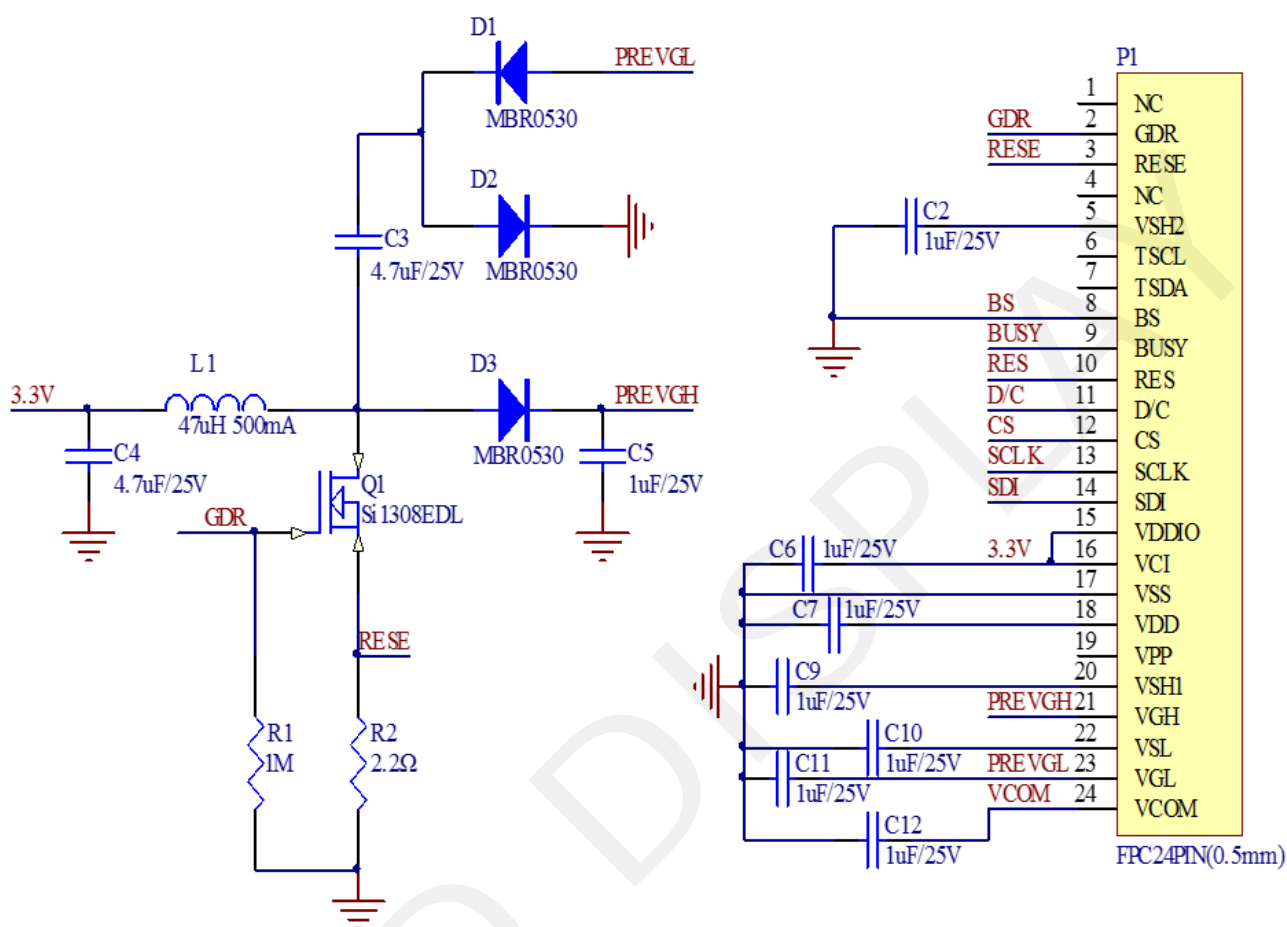 D1
PREVGL
MBR0530
D2
MBR0530
C3
4.7uF/25V
L1
3.3V
47uH 500mA
D3
PREVGH
MBR0530
C4
4.7uF/25V
C5
1uF/25V
Q1
Si1308EDL
GDR
RESE
R1
1M
R2
2.2Ω
P1
1 NC
GDR 2 GDR
RESE 3 RESE
4 NC
C2
1uF/25V
5 VSH2
6 TSCL
7 TSDA
BS 8 BS
BUSY 9 BUSY
RES 10 RES
D/C 11 D/C
CS 12 CS
SCLK 13 SCLK
SDI 14 SDI
15 VDDIO
C6 1uF/25V 3.3V 16 VCI
17 VSS
C7 1uF/25V 18 VDD
19 VPP
C9
1uF/25V
20 VSH1
PREVGH 21 VGH
C10
1uF/25V
22 VSL
C11
1uF/25V
PREVGL 23 VGL
VCOM 24 VCOM
C12
1uF/25V
FPC24PIN(0.5mm)
D DISPLAY